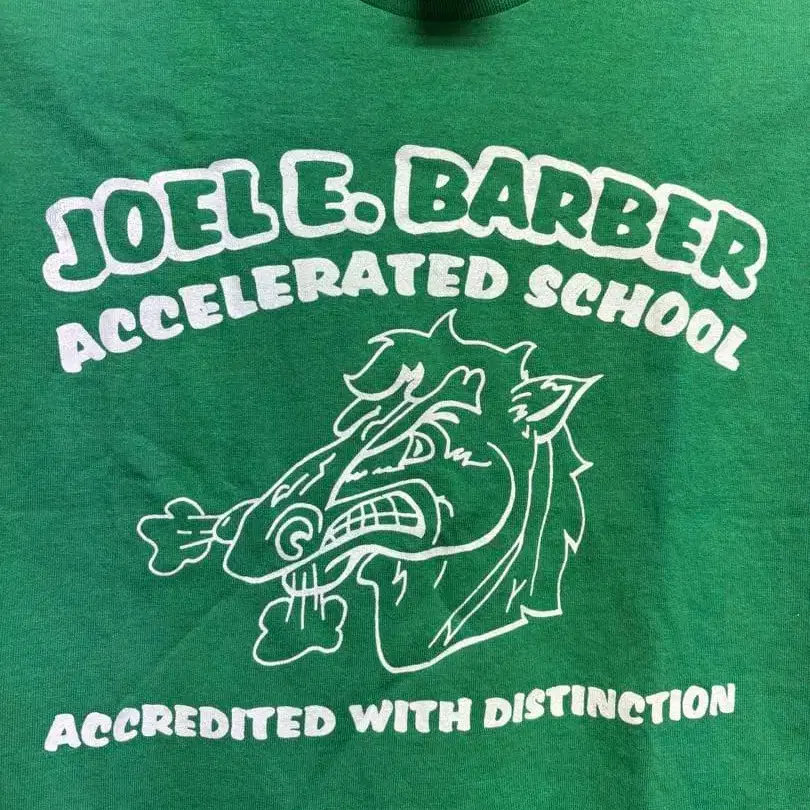 JOEL E. BARBER
ACCELERATED SCHOOL
ACCREDITED WITH DISTINCTION